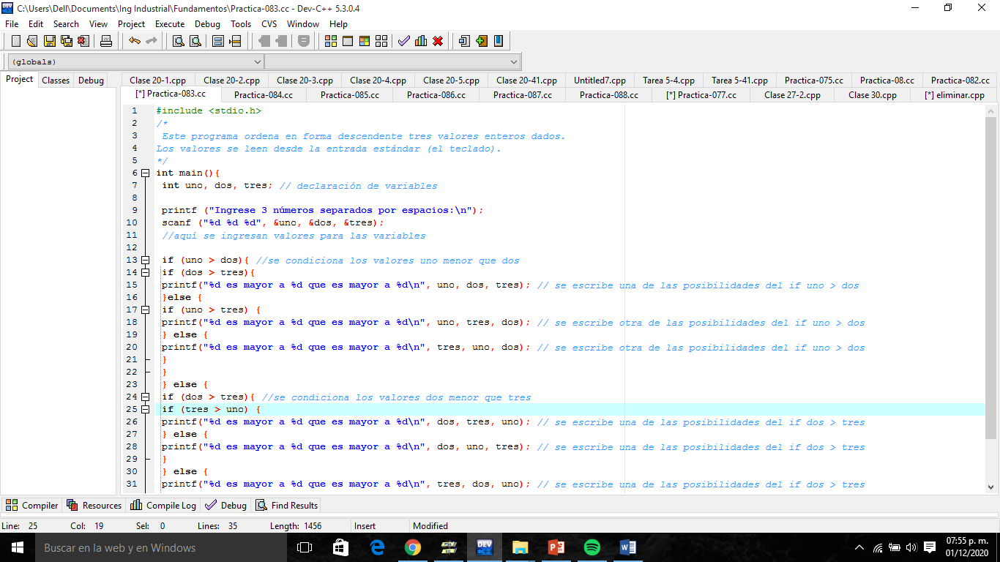 C:\Users\Dell\Documents\Ing Industrial\Fundamentos\Practica-083.cc - Dev-C++ 5.3.0.4
File Edit Search View Project Execute Debug Tools CVS Window Help
(globals)
Project Classes Debug
Clase 20-1.cpp Clase 20-2.cpp Clase 20-3.cpp Clase 20-4.cpp Clase 20-5.cpp Clase 20-41.cpp Untitled7.cpp Tarea 5-4.cpp Tarea 5-41.cpp Practica-075.cc Practica-08.cc Practica-082.cc
[*] Practica-083.cc Practica-084.cc Practica-085.cc Practica-086.cc Practica-087.cc Practica-088.cc [*] Practica-077.cc Clase 27-2.cpp Clase 30.cpp [*] eliminar.cpp
1 #include <stdio.h>
2 /*
3 Este programa ordena en forma descendente tres valores enteros dados.
4 Los valores se leen desde la entrada estándar (el teclado).
5 */
6 int main(){
7 int uno, dos, tres; // declaración de variables
8
9 printf ("Ingrese 3 números separados por espacios:\n");
10 scanf ("%d %d %d", &uno, &dos, &tres);
11 //aquí se ingresan valores para las variables
12
13 if (uno > dos){ //se condiciona los valores uno menor que dos
14 if (dos > tres){
15 printf("%d es mayor a %d que es mayor a %d\n", uno, dos, tres); // se escribe una de las posibilidades del if uno > dos
16 }else {
17 if (uno > tres) {
18 printf("%d es mayor a %d que es mayor a %d\n", uno, tres, dos); // se escribe otra de las posibilidades del if uno > dos
19 } else {
20 printf("%d es mayor a %d que es mayor a %d\n", tres, uno, dos); // se escribe otra de las posibilidades del if uno > dos
21 }
22 }
23 } else {
24 if (dos > tres){ //se condiciona los valores dos menor que tres
25 if (tres > uno) {
26 printf("%d es mayor a %d que es mayor a %d\n", dos, tres, uno); // se escribe una de las posibilidades del if dos > tres
27 } else {
28 printf("%d es mayor a %d que es mayor a %d\n", dos, uno, tres); // se escribe una de las posibilidades del if dos > tres
29 }
30 } else {
31 printf("%d es mayor a %d que es mayor a %d\n", tres, dos, uno); // se escribe una de las posibilidades del if dos > tres
Compiler Resources Compile Log Debug Find Results
Line: 25 Col: 19 Sel: 0 Lines: 35 Length: 1456 Insert Modified
Buscar en la web y en Windows
07:55 p. m.
01/12/2020